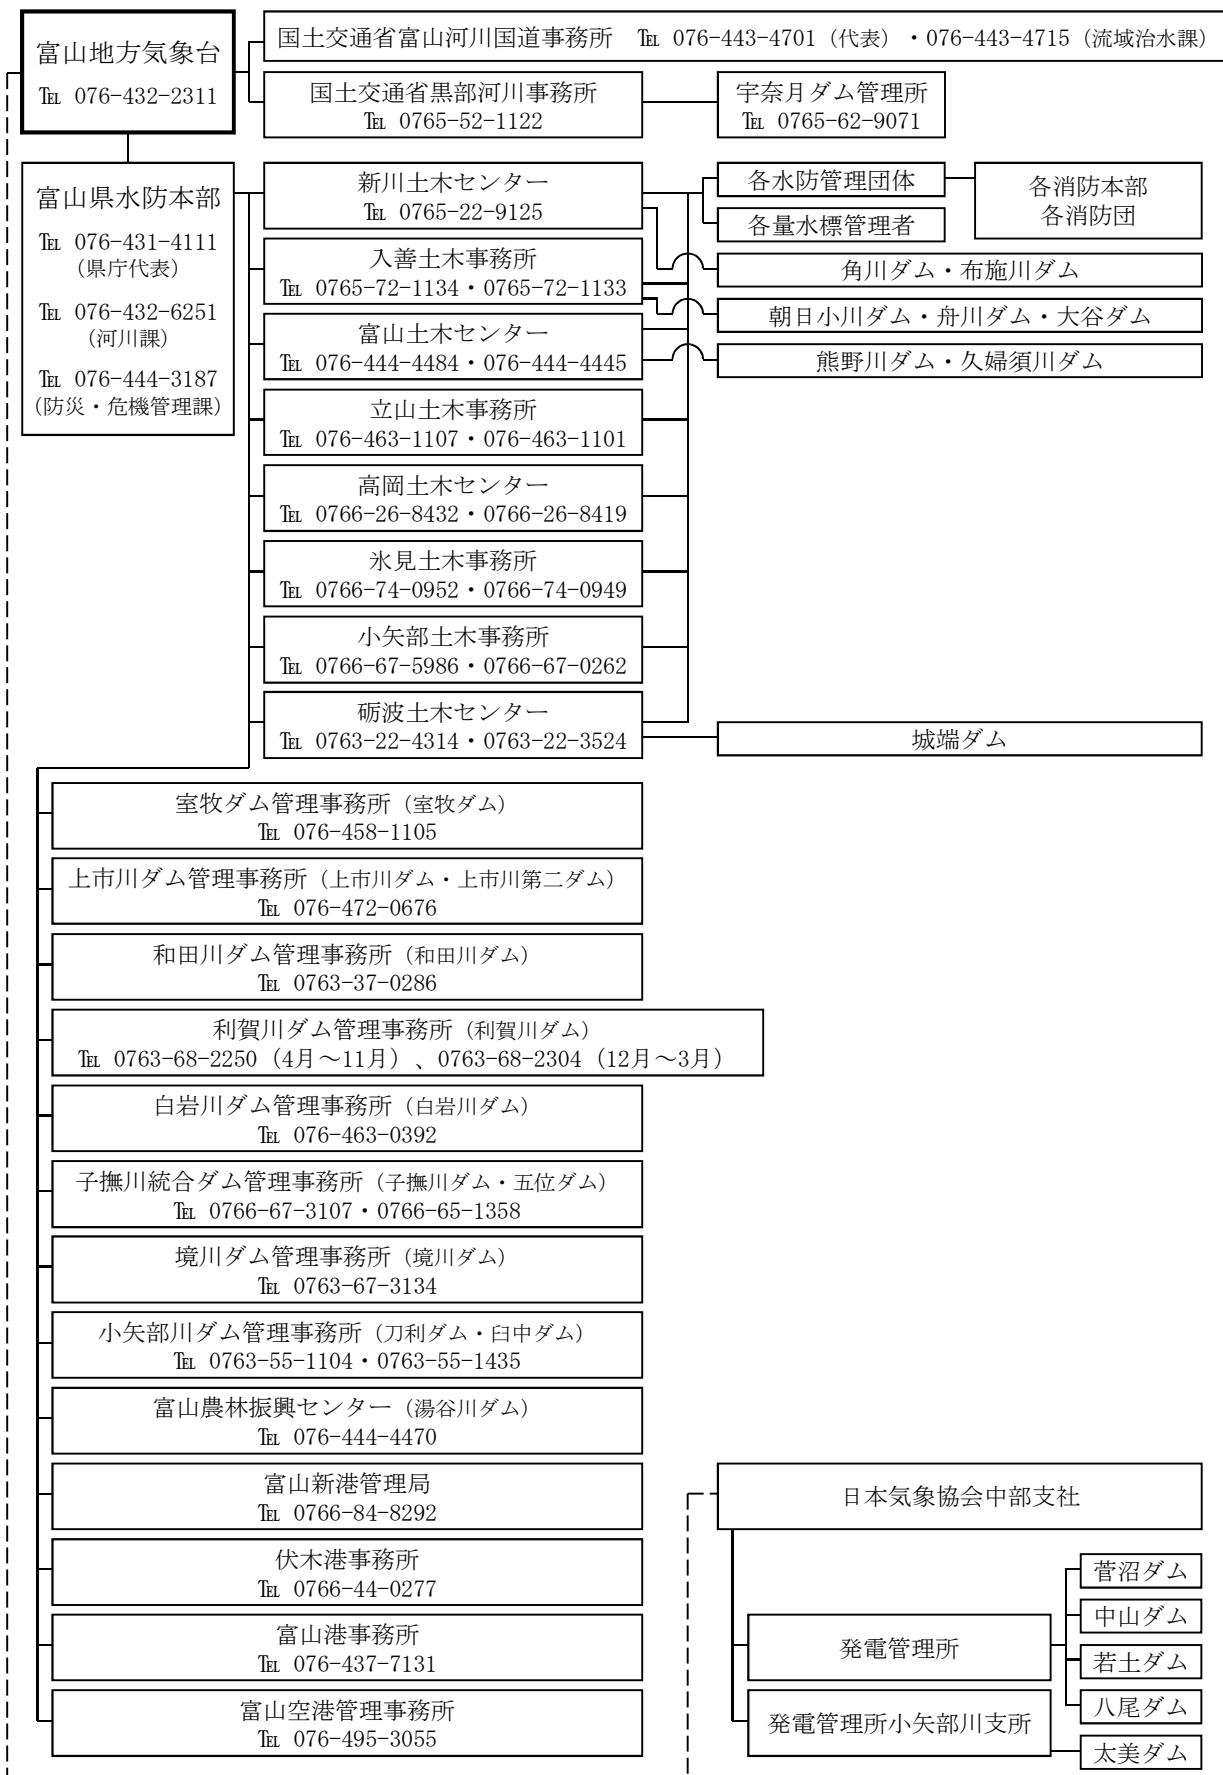 富山地方気象台
℡ 076-432-2311
国土交通省富山河川国道事務所 ℡ 076-443-4701（代表）・076-443-4715（流域治水課）
国土交通省黒部河川事務所
℡ 0765-52-1122
宇奈月ダム管理所
℡ 0765-62-9071
富山県水防本部
℡ 076-431-4111
（県庁代表）
℡ 076-432-6251
（河川課）
℡ 076-444-3187
（防災・危機管理課）
新川土木センター
℡ 0765-22-9125
各水防管理団体
各量水標管理者
各消防本部
各消防団
入善土木事務所
℡ 0765-72-1134・0765-72-1133
角川ダム・布施川ダム
朝日小川ダム・舟川ダム・大谷ダム
富山土木センター
℡ 076-444-4484・076-444-4445
熊野川ダム・久婦須川ダム
立山土木事務所
℡ 076-463-1107・076-463-1101
高岡土木センター
℡ 0766-26-8432・0766-26-8419
氷見土木事務所
℡ 0766-74-0952・0766-74-0949
小矢部土木事務所
℡ 0766-67-5986・0766-67-0262
砺波土木センター
℡ 0763-22-4314・0763-22-3524
城端ダム
室牧ダム管理事務所（室牧ダム）
℡ 076-458-1105
上市川ダム管理事務所（上市川ダム・上市川第二ダム）
℡ 076-472-0676
和田川ダム管理事務所（和田川ダム）
℡ 0763-37-0286
利賀川ダム管理事務所（利賀川ダム）
℡ 0763-68-2250（4月～11月）、0763-68-2304（12月～3月）
白岩川ダム管理事務所（白岩川ダム）
℡ 076-463-0392
子撫川統合ダム管理事務所（子撫川ダム・五位ダム）
℡ 0766-67-3107・0766-65-1358
境川ダム管理事務所（境川ダム）
℡ 0763-67-3134
小矢部川ダム管理事務所（刀利ダム・臼中ダム）
℡ 0763-55-1104・0763-55-1435
富山農林振興センター（湯谷川ダム）
℡ 076-444-4470
富山新港管理局
℡ 0766-84-8292
伏木港事務所
℡ 0766-44-0277
富山港事務所
℡ 076-437-7131
富山空港管理事務所
℡ 076-495-3055
日本気象協会中部支社
発電管理所
発電管理所小矢部川支所
菅沼ダム
中山ダム
若土ダム
八尾ダム
太美ダム